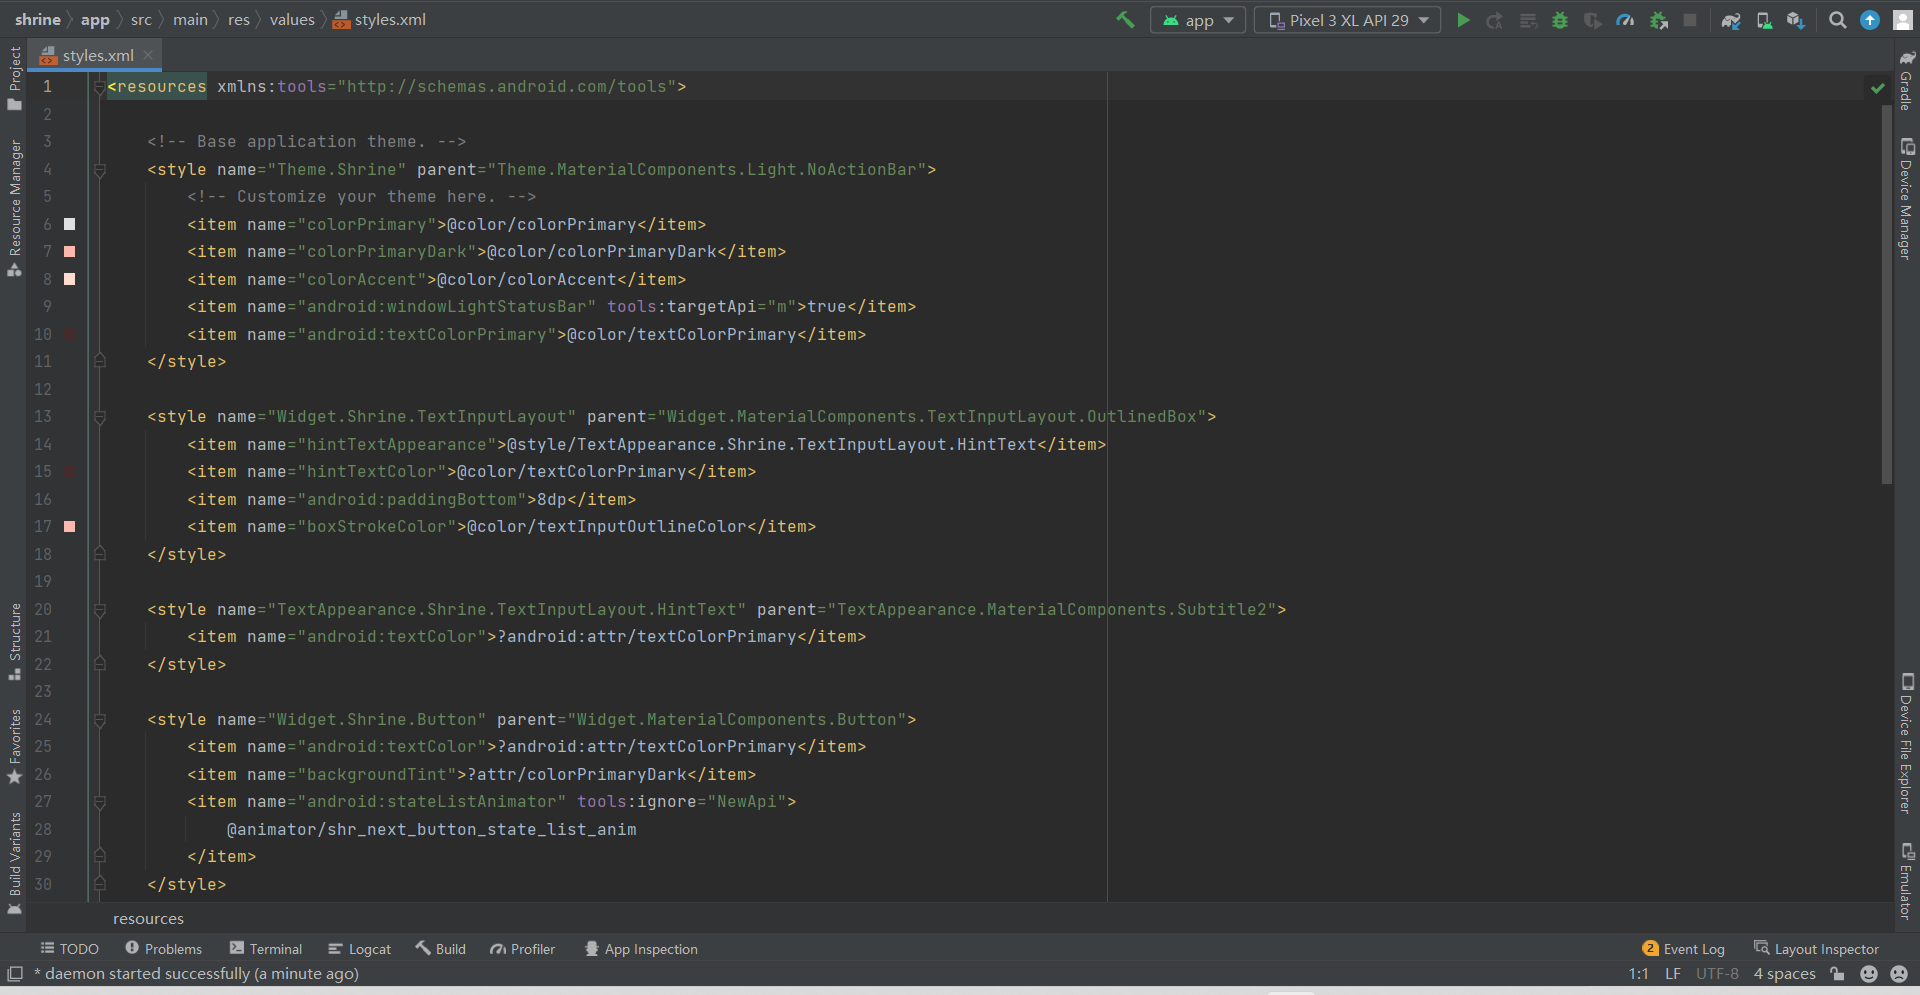 shrine app src main res values styles.xml app Pixel 3 XL API 29
styles.xml
Project
Resource Manager
Structure
Favorites
Build Variants
1 <resources xmlns:tools="http://schemas.android.com/tools">
2
3 <!-- Base application theme. -->
4 <style name="Theme.Shrine" parent="Theme.MaterialComponents.Light.NoActionBar">
5 <!-- Customize your theme here. -->
6 <item name="colorPrimary">@color/colorPrimary</item>
7 <item name="colorPrimaryDark">@color/colorPrimaryDark</item>
8 <item name="colorAccent">@color/colorAccent</item>
9 <item name="android:windowLightStatusBar" tools:targetApi="m">true</item>
10 <item name="android:textColorPrimary">@color/textColorPrimary</item>
11 </style>
12
13 <style name="Widget.Shrine.TextInputLayout" parent="Widget.MaterialComponents.TextInputLayout.OutlinedBox">
14 <item name="hintTextAppearance">@style/TextAppearance.Shrine.TextInputLayout.HintText</item>
15 <item name="hintTextColor">@color/textColorPrimary</item>
16 <item name="android:paddingBottom">8dp</item>
17 <item name="boxStrokeColor">@color/textInputOutlineColor</item>
18 </style>
19
20 <style name="TextAppearance.Shrine.TextInputLayout.HintText" parent="TextAppearance.MaterialComponents.Subtitle2">
21 <item name="android:textColor">?android:attr/textColorPrimary</item>
22 </style>
23
24 <style name="Widget.Shrine.Button" parent="Widget.MaterialComponents.Button">
25 <item name="android:textColor">?android:attr/textColorPrimary</item>
26 <item name="backgroundTint">?attr/colorPrimaryDark</item>
27 <item name="android:stateListAnimator" tools:ignore="NewApi">
28 @animator/shr_next_button_state_list_anim
29 </item>
30 </style>
Gradle
Device Manager
Device File Explorer
Emulator
resources
TODO Problems Terminal Logcat Build Profiler App Inspection 2 Event Log Layout Inspector
* daemon started successfully (a minute ago) 1:1 LF UTF-8 4 spaces